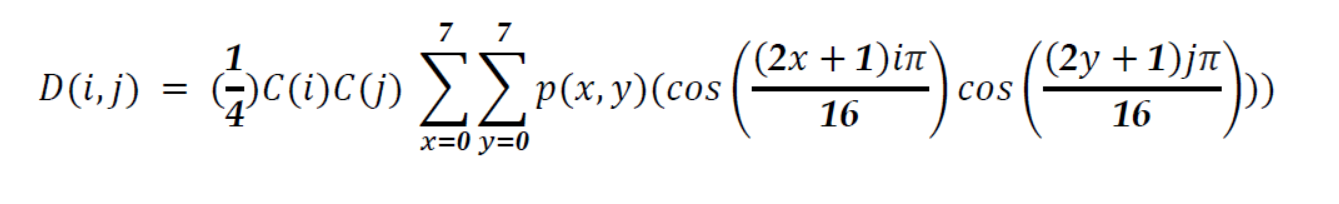 D(i,j) = (1/4)C(i)C(j) ∑_{x=0}^{7} ∑_{y=0}^{7} p(x,y)(cos((2x + 1)iπ/16) cos((2y + 1)jπ/16)))